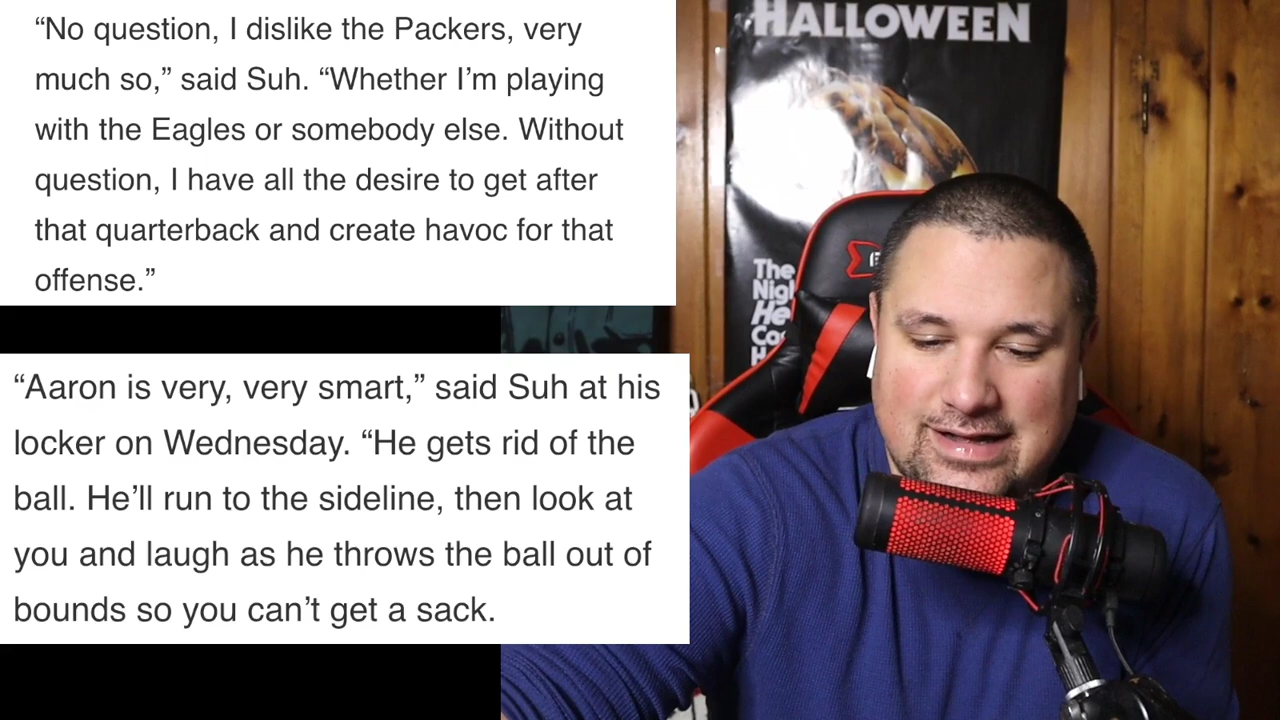 “No question, I dislike the Packers, very
much so,” said Suh. “Whether I’m playing
with the Eagles or somebody else. Without
question, I have all the desire to get after
that quarterback and create havoc for that
offense.”
“Aaron is very, very smart,” said Suh at his
locker on Wednesday. “He gets rid of the
ball. He’ll run to the sideline, then look at
you and laugh as he throws the ball out of
bounds so you can’t get a sack.
HALLOWEEN
The